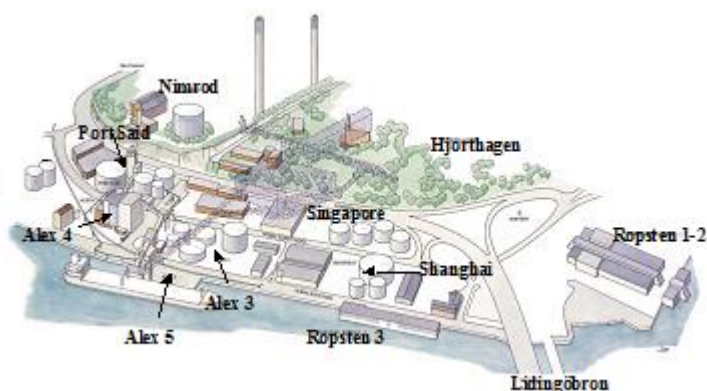 Nimrod
Port Said
Hjorthagen
Singapore
Alex 4
Ropsten 1-2
Shanghai
Alex 3
Alex 5
Ropsten 3
Lidingöbron